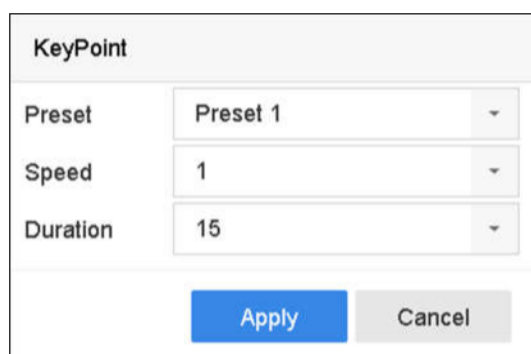 KeyPoint
Preset Preset 1
Speed 1
Duration 15
Apply Cancel